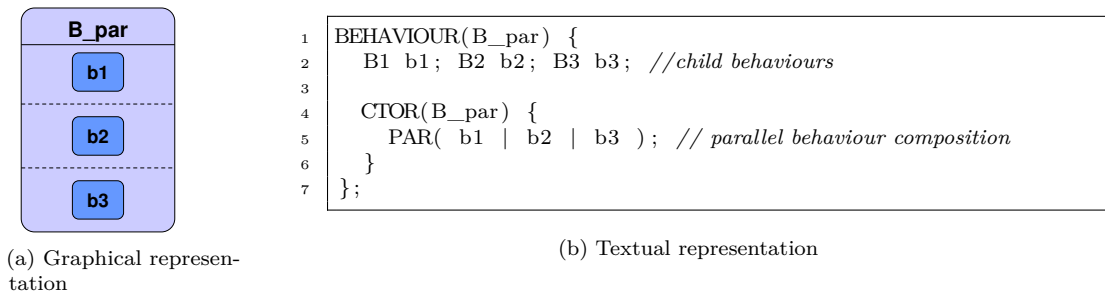 B_par
b1
b2
b3
(a) Graphical represen-
tation
1 BEHAVIOUR(B_par) {
2 B1 b1; B2 b2; B3 b3; //child behaviours
3
4 CTOR(B_par) {
5 PAR( b1 | b2 | b3 ); // parallel behaviour composition
6 }
7 };
(b) Textual representation